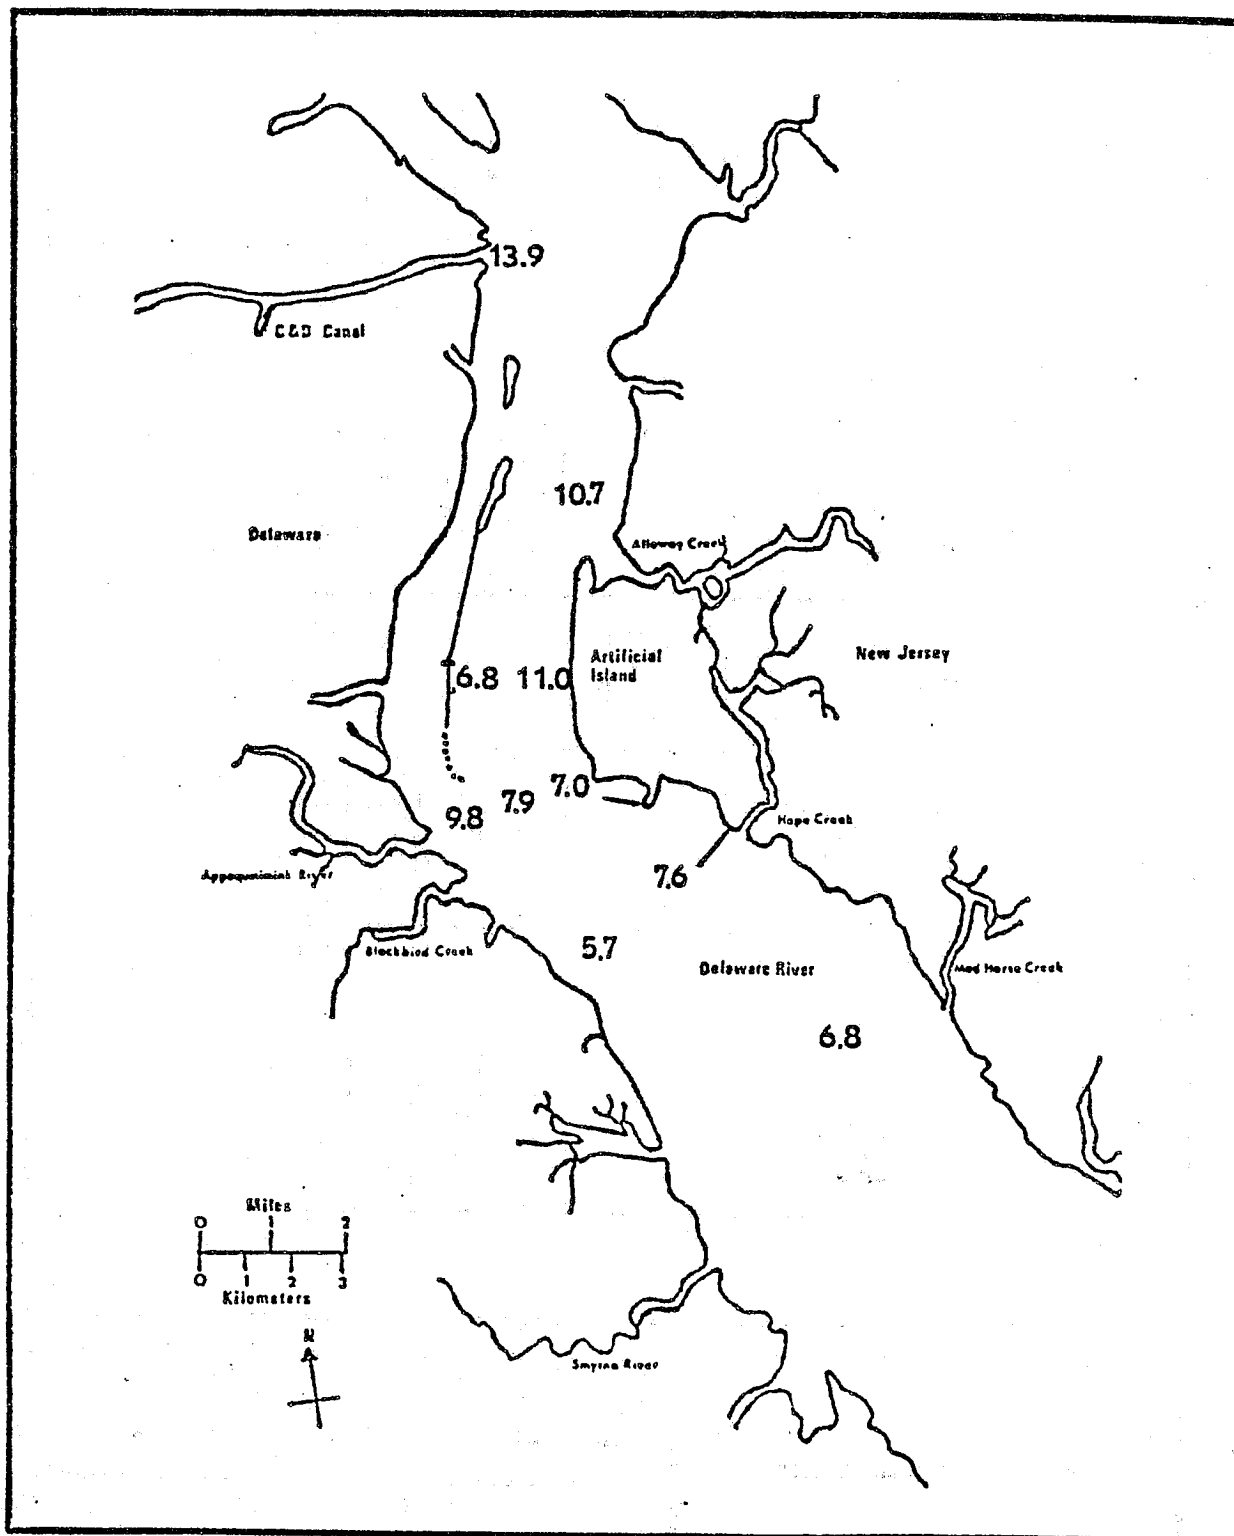 13.9
C&D Canal
10.7
Delaware
Alloway Creek
Artificial
Island
New Jersey
6.8
11.0
7.0
7.9
9.8
Hope Creek
7.6
Appoquinimink River
Blackbird Creek
5.7
Delaware River
Mad Horse Creek
6.8
Miles
0 1 2
0 1 2 3
Kilometers
N
Smyrna River